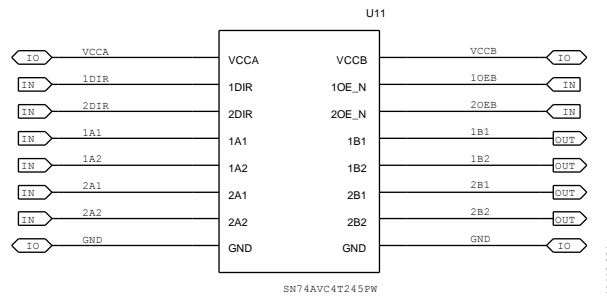 U11
IO VCCA VCCA VCCB VCCB IO
IN 1DIR 1DIR 1OE_N 1OEB IN
IN 2DIR 2DIR 2OE_N 2OEB IN
IN 1A1 1A1 1B1 1B1 OUT
IN 1A2 1A2 1B2 1B2 OUT
IN 2A1 2A1 2B1 2B1 OUT
IN 2A2 2A2 2B2 2B2 OUT
IO GND GND GND GND IO
SN74AVC4T245PW